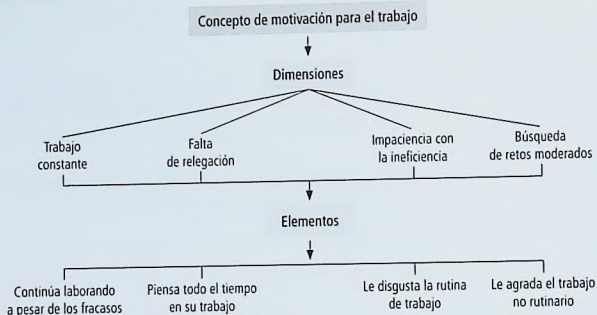 Concepto de motivación para el trabajo
Dimensiones
Trabajo
constante
Falta
de relegación
Impaciencia con
la ineficiencia
Búsqueda
de retos moderados
Elementos
Continúa laborando
a pesar de los fracasos
Piensa todo el tiempo
en su trabajo
Le disgusta la rutina
de trabajo
Le agrada el trabajo
no rutinario